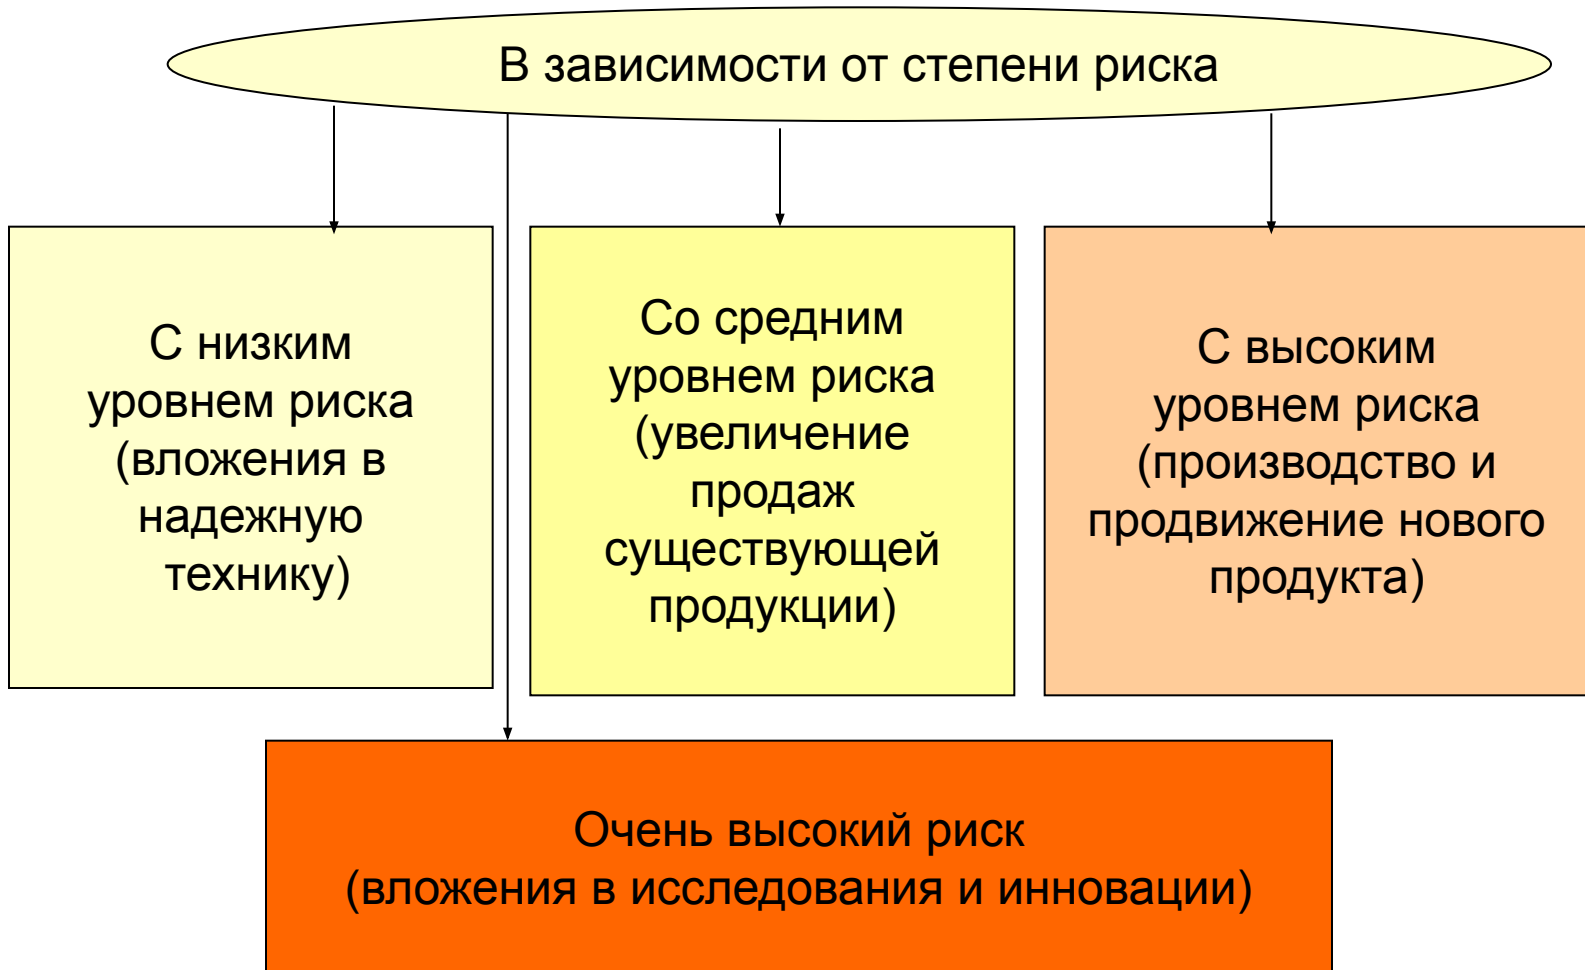 В зависимости от степени риска
С низким
уровнем риска
(вложения в
надежную
технику)
Со средним
уровнем риска
(увеличение
продаж
существующей
продукции)
С высоким
уровнем риска
(производство и
продвижение нового
продукта)
Очень высокий риск
(вложения в исследования и инновации)